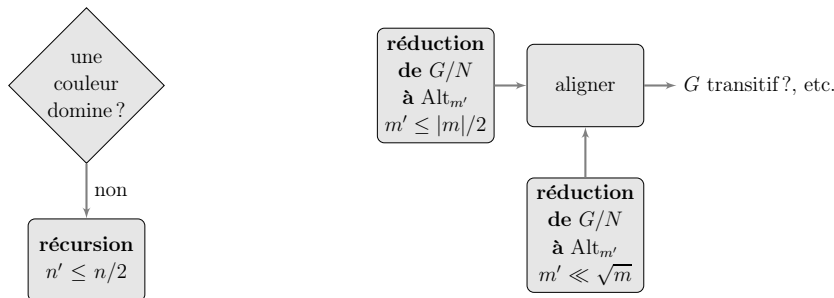 une
couleur
domine ?
non
récursion
n′ ≤ n/2
réduction
de G/N
à Alt_{m′}
m′ ≤ |m|/2
aligner
G transitif ?, etc.
réduction
de G/N
à Alt_{m′}
m′ ≪ √m